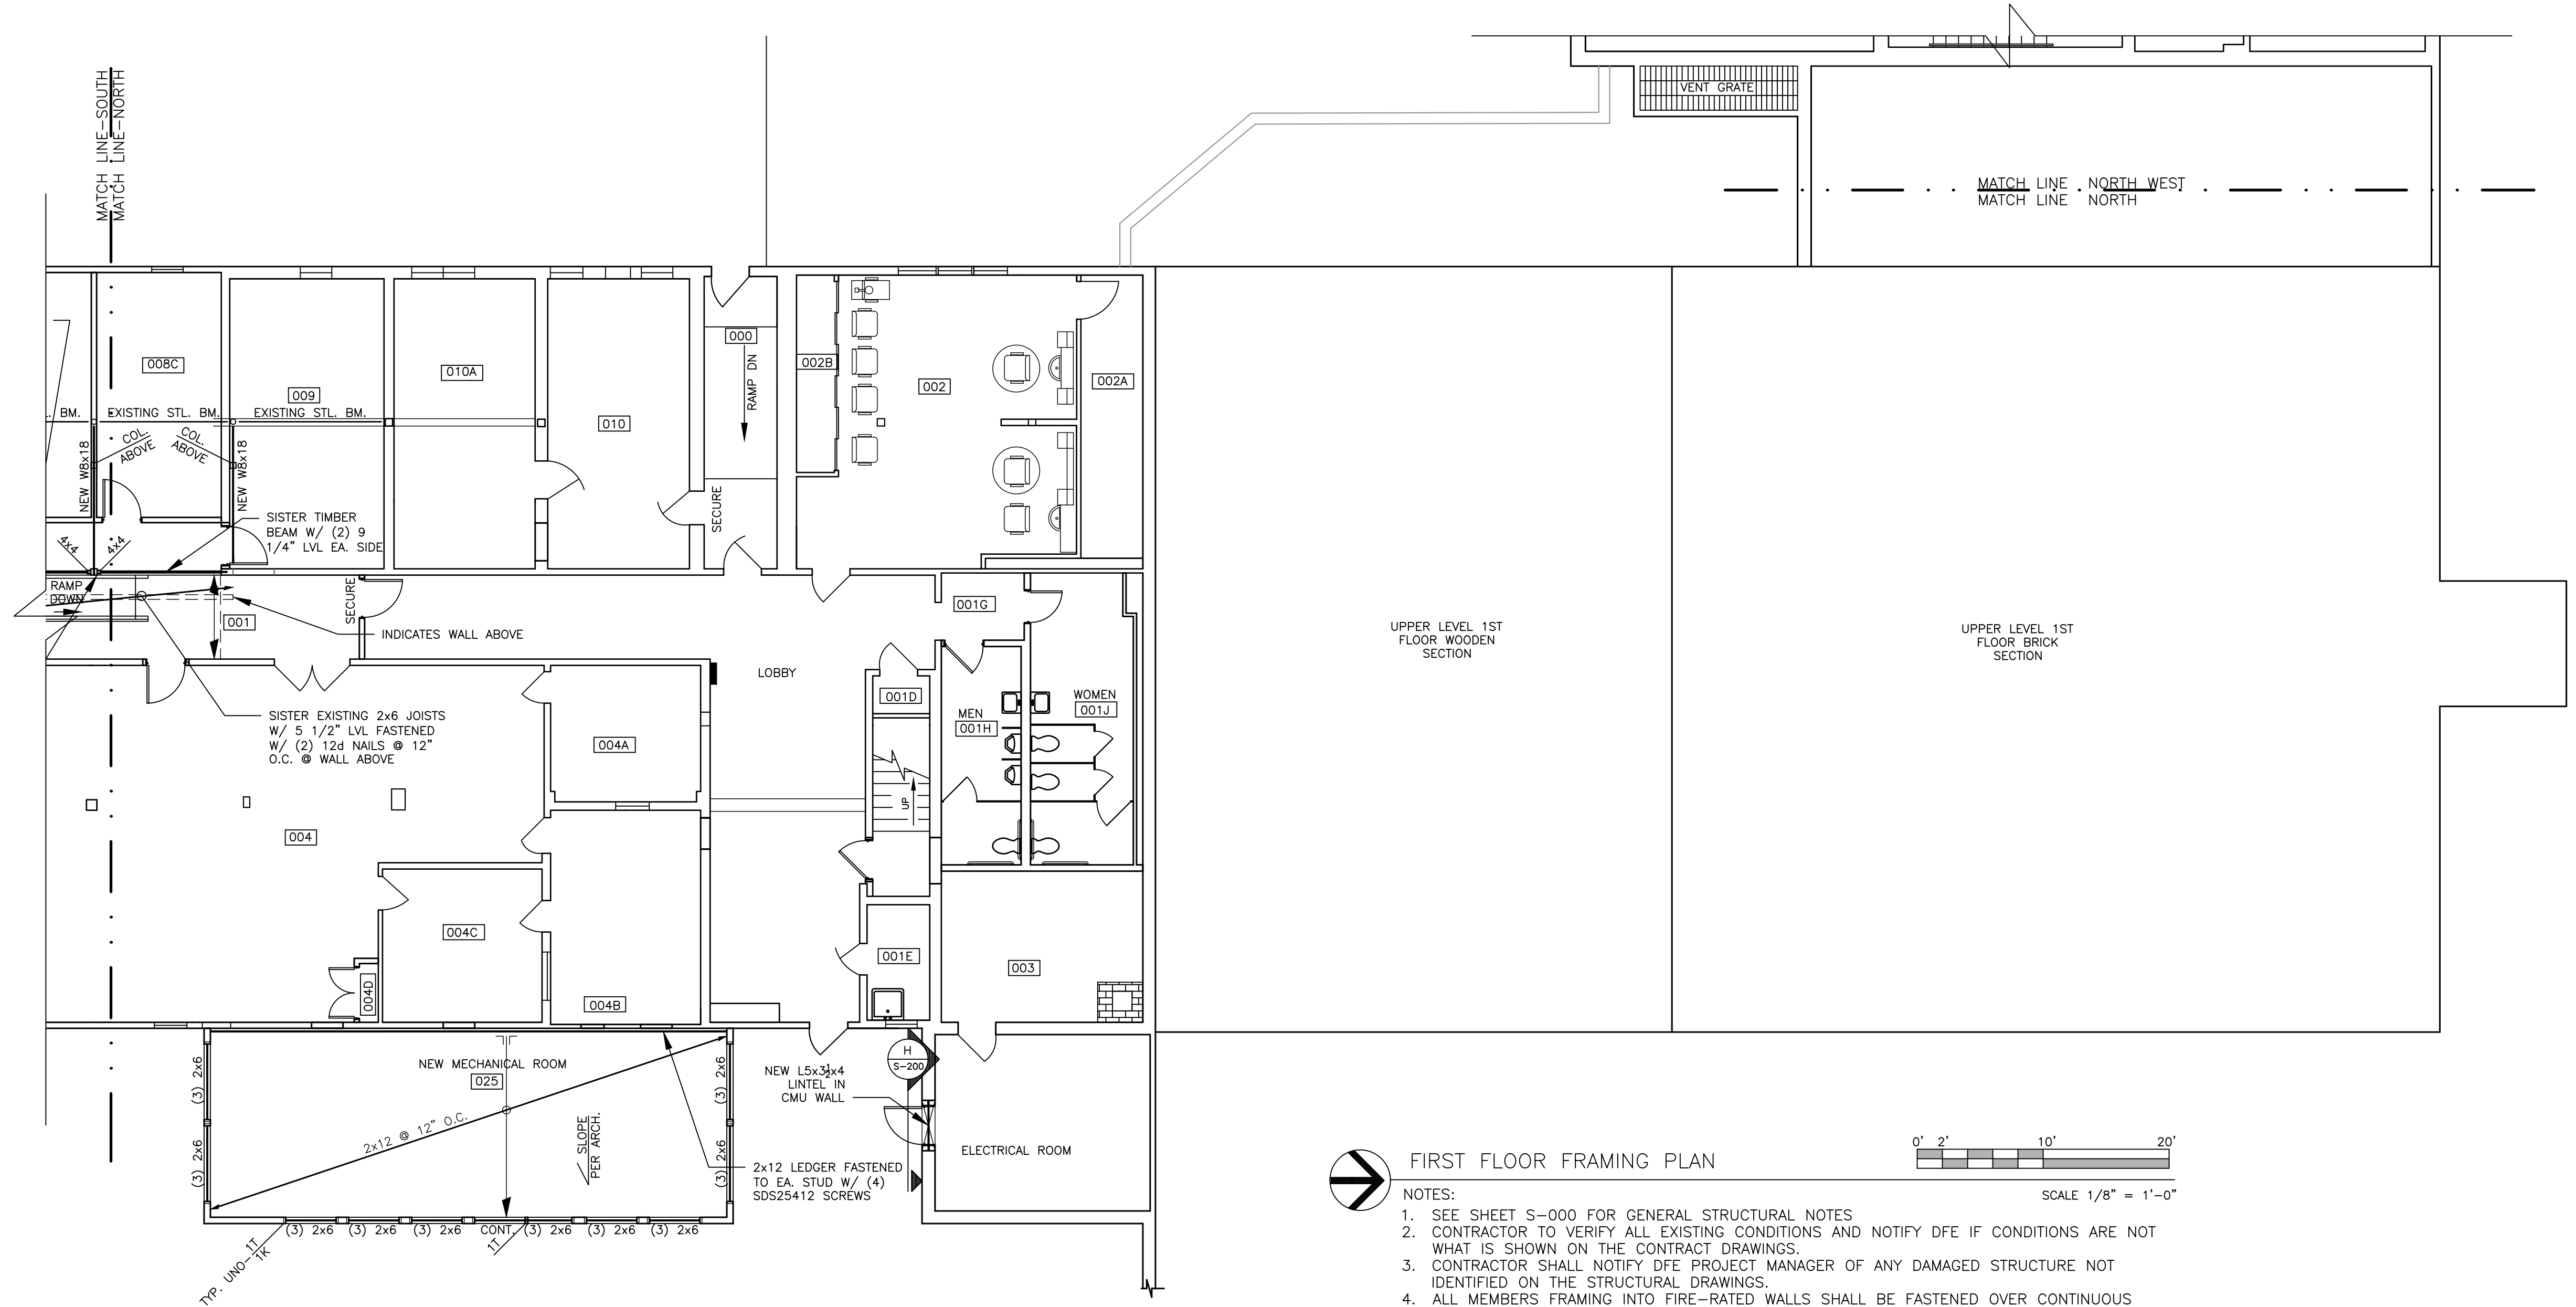 MATCH LINE-SOUTH
MATCH LINE-NORTH
VENT GRATE
MATCH LINE NORTH WEST
MATCH LINE NORTH
008C
009
010A
010
000
RAMP DN
002B
002
002A
BM.
EXISTING STL. BM.
EXISTING STL. BM.
COL.
ABOVE
COL.
ABOVE
NEW W8x18
NEW W8x18
SECURE
SISTER TIMBER
BEAM W/ (2) 9
1/4" LVL EA. SIDE
4x4
4x4
RAMP
DOWN
001
SECURE
INDICATES WALL ABOVE
001G
LOBBY
001D
MEN
001H
WOMEN
001J
UPPER LEVEL 1ST
FLOOR WOODEN
SECTION
UPPER LEVEL 1ST
FLOOR BRICK
SECTION
SISTER EXISTING 2x6 JOISTS
W/ 5 1/2" LVL FASTENED
W/ (2) 12d NAILS @ 12"
O.C. @ WALL ABOVE
004A
UP
004
004C
004D
004B
001E
003
NEW MECHANICAL ROOM
025
(3) 2x6
(3) 2x6
(3) 2x6
(3) 2x6
2x12 @ 12" O.C.
SLOPE
PER ARCH.
NEW L5x3½x4
LINTEL IN
CMU WALL
H
S-200
ELECTRICAL ROOM
2x12 LEDGER FASTENED
TO EA. STUD W/ (4)
SDS25412 SCREWS
(3) 2x6 (3) 2x6 (3) 2x6 CONT. (3) 2x6 (3) 2x6 (3) 2x6
TYP. UNO-1T
1K
1T
FIRST FLOOR FRAMING PLAN
0' 2' 10' 20'
SCALE 1/8" = 1'-0"
NOTES:
1. SEE SHEET S-000 FOR GENERAL STRUCTURAL NOTES
2. CONTRACTOR TO VERIFY ALL EXISTING CONDITIONS AND NOTIFY DFE IF CONDITIONS ARE NOT
WHAT IS SHOWN ON THE CONTRACT DRAWINGS.
3. CONTRACTOR SHALL NOTIFY DFE PROJECT MANAGER OF ANY DAMAGED STRUCTURE NOT
IDENTIFIED ON THE STRUCTURAL DRAWINGS.
4. ALL MEMBERS FRAMING INTO FIRE-RATED WALLS SHALL BE FASTENED OVER CONTINUOUS